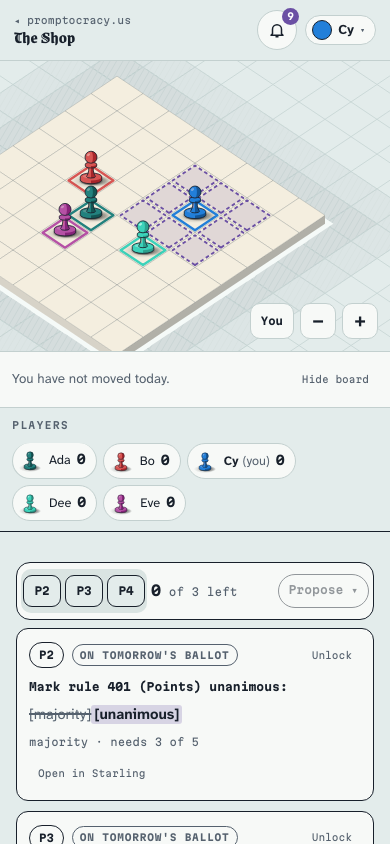 ◂ promptocracy.us
The Shop
9
Cy ▾
You − +
You have not moved today.
Hide board
PLAYERS
Ada 0
Bo 0
Cy (you) 0
Dee 0
Eve 0
P2 P3 P4 0 of 3 left
Propose ▾
P2 ON TOMORROW'S BALLOT Unlock
Mark rule 401 (Points) unanimous:
[majority] [unanimous]
majority · needs 3 of 5
Open in Starling
P3 ON TOMORROW'S BALLOT Unlock